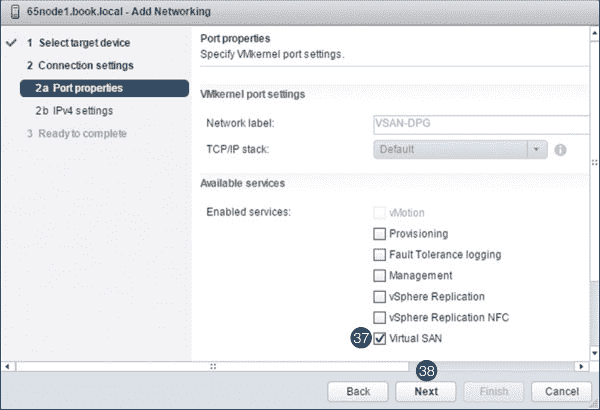 65node1.book.local - Add Networking
1 Select target device
2 Connection settings
2a Port properties
2b IPv4 settings
3 Ready to complete
Port properties
Specify VMkernel port settings.
VMkernel port settings
Network label: VSAN-DPG
TCP/IP stack: Default
Available services
Enabled services: vMotion
Provisioning
Fault Tolerance logging
Management
vSphere Replication
vSphere Replication NFC
37 Virtual SAN
38
Back Next Finish Cancel